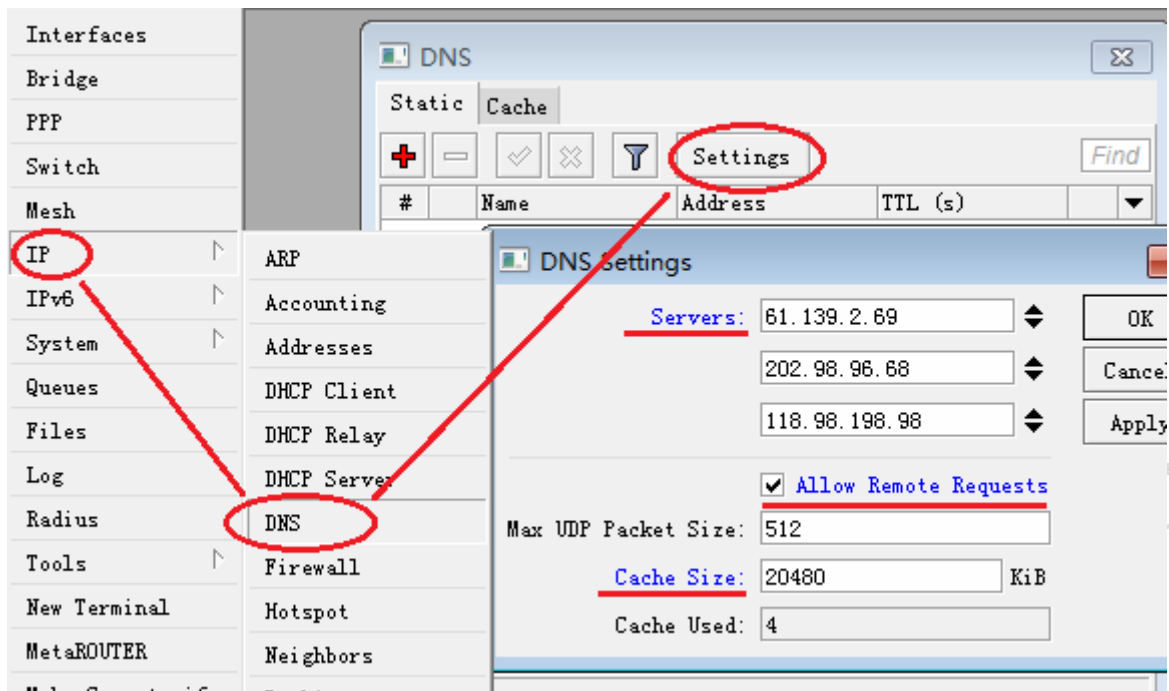 Interfaces
Bridge
PPP
Switch
Mesh
IP
IPv6
System
Queues
Files
Log
Radius
Tools
New Terminal
MetaROUTER
ARP
Accounting
Addresses
DHCP Client
DHCP Relay
DHCP Server
DNS
Firewall
Hotspot
Neighbors
DNS
Static Cache
Settings Find
# Name Address TTL (s)
DNS Settings
Servers: 61.139.2.69 OK
202.98.96.68 Cancel
118.98.198.98 Apply
Allow Remote Requests
Max UDP Packet Size: 512
Cache Size: 20480 KiB
Cache Used: 4